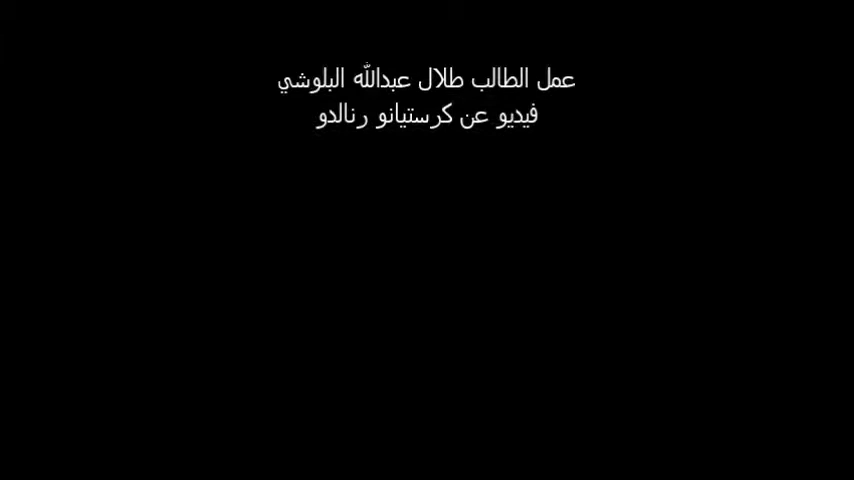 عمل الطالب طلال عبدالله البلوشي
فيديو عن كرستيانو رنالدو